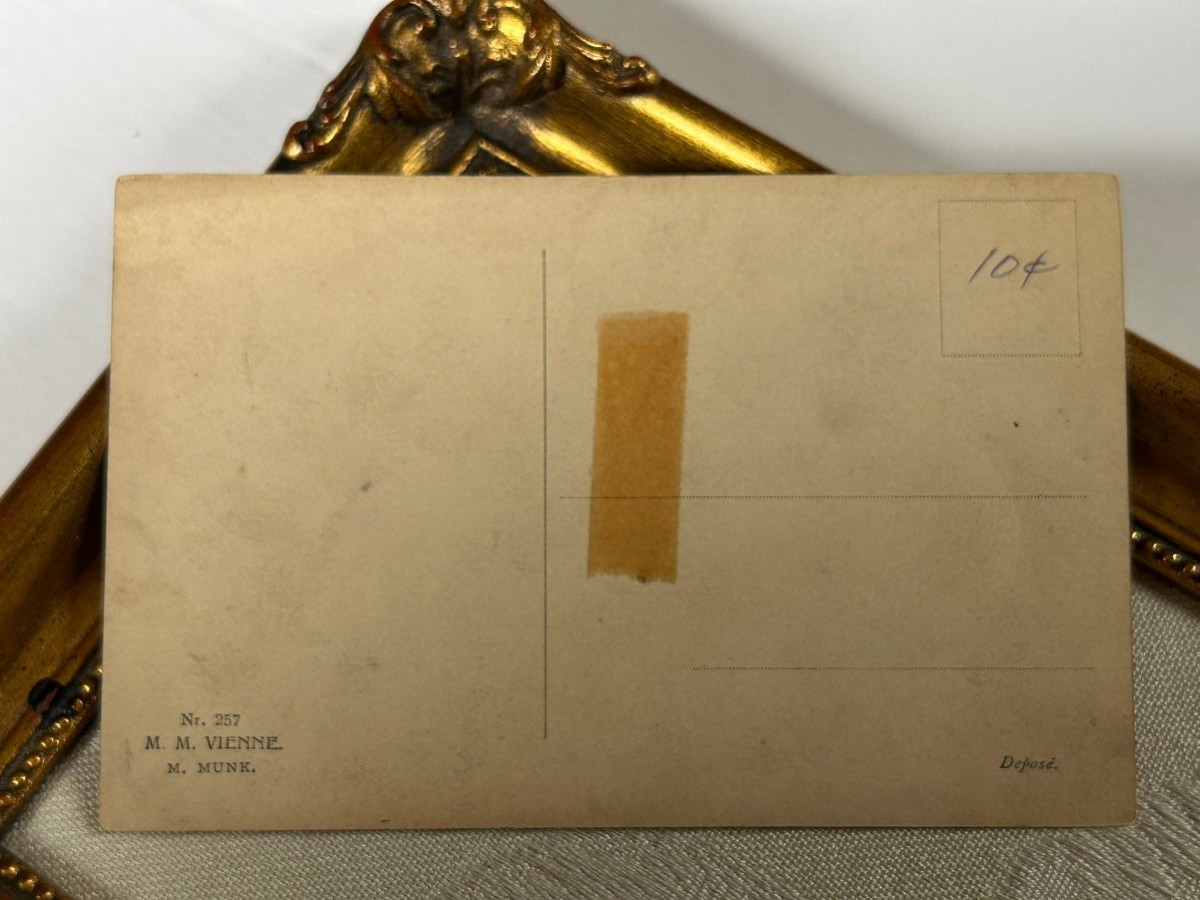 10¢
Nr. 257
M. M. VIENNE.
M. MUNK.
Deposé.